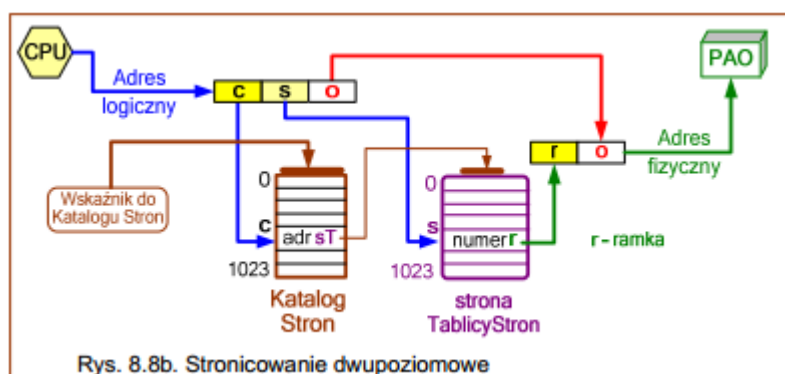 CPU
PAO
Adres
logiczny
c s o
r o
Adres
fizyczny
Wskaźnik do
Katalogu Stron
0
c
adr sT
1023
Katalog
Stron
0
s
numer r
1023
strona
TablicyStron
r - ramka
Rys. 8.8b. Stronicowanie dwupoziomowe